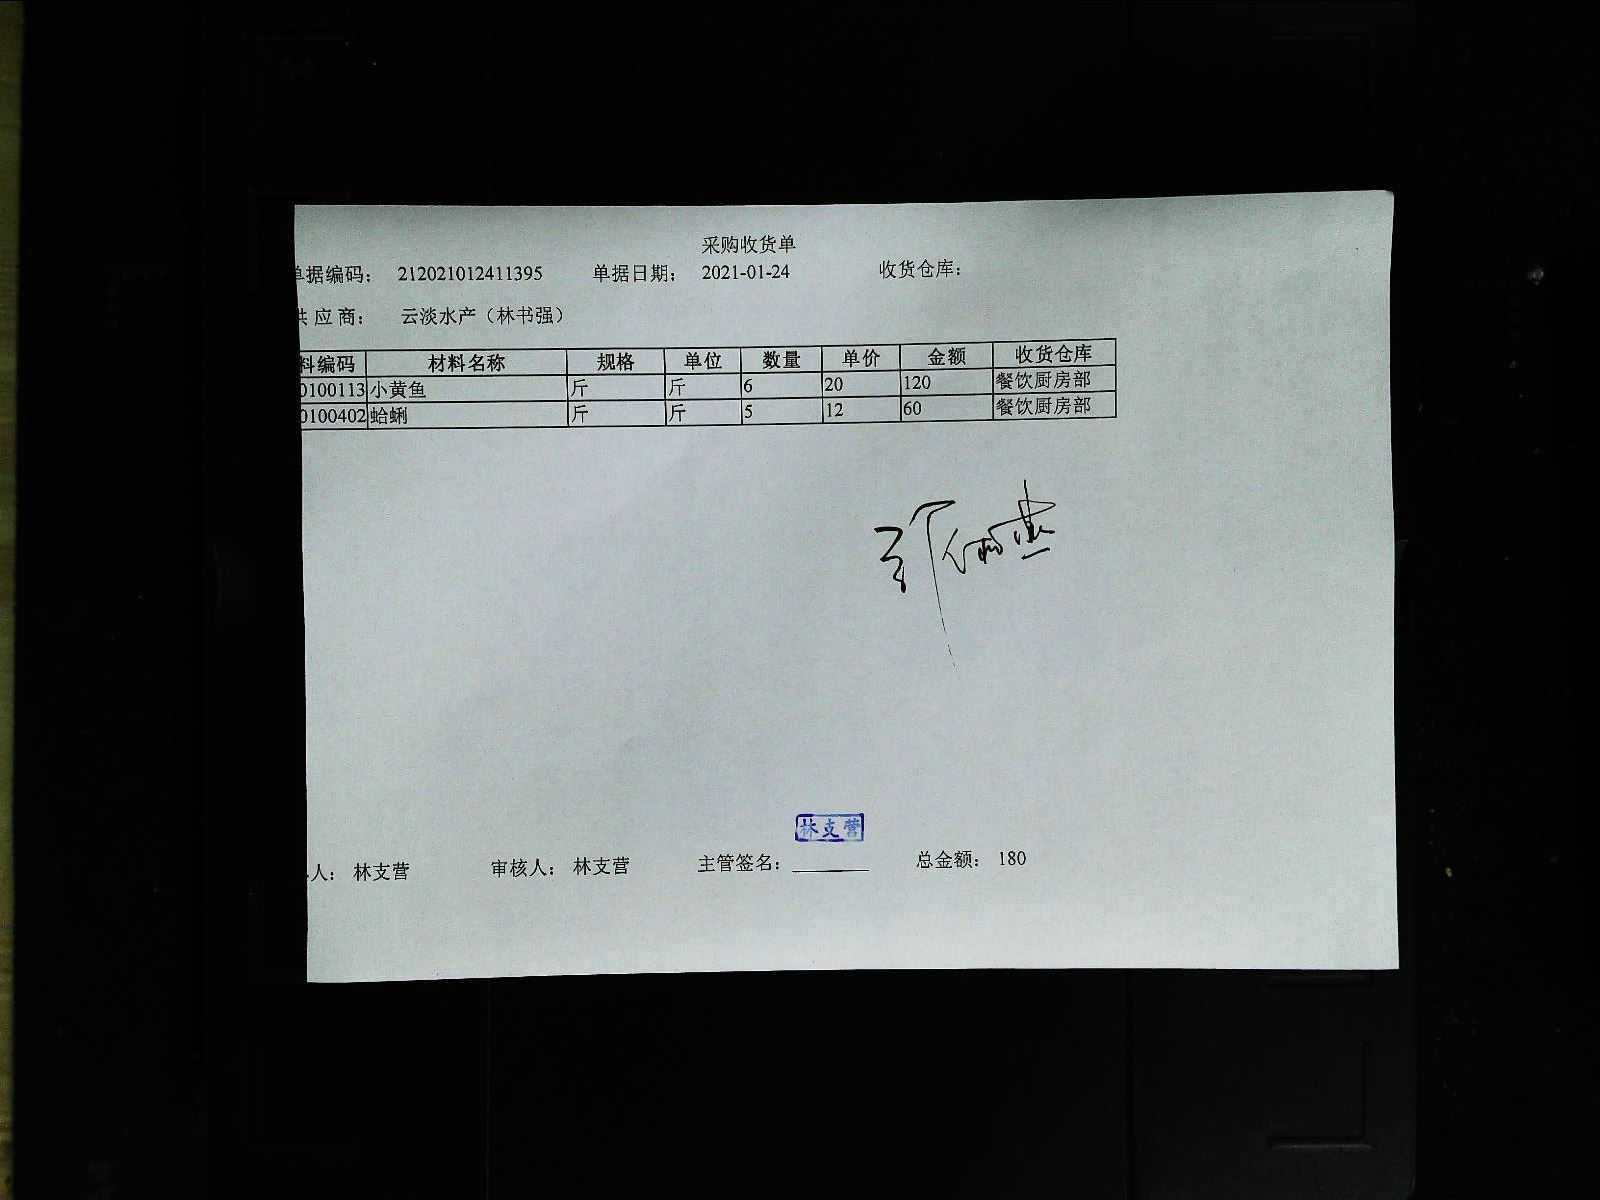 采购收货单
单据编码： 212021012411395 单据日期： 2021-01-24 收货仓库：
供应商： 云淡水产（林书强）
料编码 材料名称 规格 单位 数量 单价 金额 收货仓库
0100113 小黄鱼 斤 斤 6 20 120 餐饮厨房部
0100402 蛤蜊 斤 斤 5 12 60 餐饮厨房部
林支营
人： 林支营 审核人： 林支营 主管签名： 总金额： 180